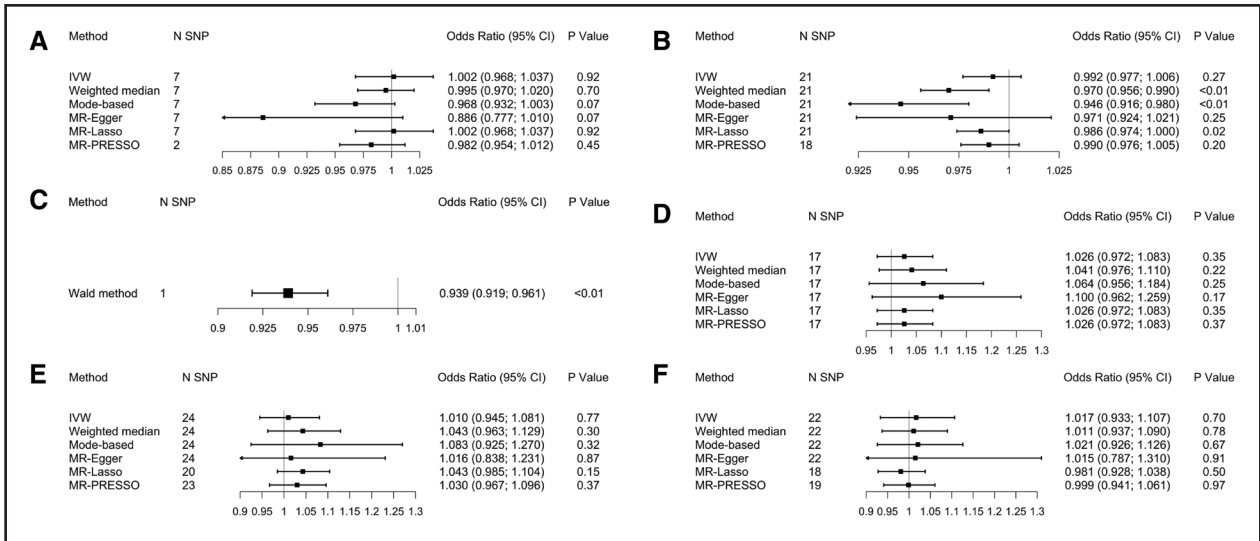 A
Method N SNP Odds Ratio (95% CI) P Value
IVW 7 1.002 (0.968; 1.037) 0.92
Weighted median 7 0.995 (0.970; 1.020) 0.70
Mode-based 7 0.968 (0.932; 1.003) 0.07
MR-Egger 7 0.886 (0.777; 1.010) 0.07
MR-Lasso 7 1.002 (0.968; 1.037) 0.92
MR-PRESSO 2 0.982 (0.954; 1.012) 0.45
0.85 0.875 0.9 0.925 0.95 0.975 1 1.025
B
Method N SNP Odds Ratio (95% CI) P Value
IVW 21 0.992 (0.977; 1.006) 0.27
Weighted median 21 0.970 (0.956; 0.990) <0.01
Mode-based 21 0.946 (0.916; 0.980) <0.01
MR-Egger 21 0.971 (0.924; 1.021) 0.25
MR-Lasso 21 0.986 (0.974; 1.000) 0.02
MR-PRESSO 18 0.990 (0.976; 1.005) 0.20
0.925 0.95 0.975 1 1.025
C
Method N SNP Odds Ratio (95% CI) P Value
Wald method 1 0.939 (0.919; 0.961) <0.01
0.9 0.925 0.95 0.975 1 1.01
D
Method N SNP Odds Ratio (95% CI) P Value
IVW 17 1.026 (0.972; 1.083) 0.35
Weighted median 17 1.041 (0.976; 1.110) 0.22
Mode-based 17 1.064 (0.956; 1.184) 0.25
MR-Egger 17 1.100 (0.962; 1.259) 0.17
MR-Lasso 17 1.026 (0.972; 1.083) 0.35
MR-PRESSO 17 1.026 (0.972; 1.083) 0.37
0.95 1 1.05 1.1 1.15 1.2 1.25 1.3
E
Method N SNP Odds Ratio (95% CI) P Value
IVW 24 1.010 (0.945; 1.081) 0.77
Weighted median 24 1.043 (0.963; 1.129) 0.30
Mode-based 24 1.083 (0.925; 1.270) 0.32
MR-Egger 24 1.016 (0.838; 1.231) 0.87
MR-Lasso 20 1.043 (0.985; 1.104) 0.15
MR-PRESSO 23 1.030 (0.967; 1.096) 0.37
0.9 0.95 1 1.05 1.1 1.15 1.2 1.25 1.3
F
Method N SNP Odds Ratio (95% CI) P Value
IVW 22 1.017 (0.933; 1.107) 0.70
Weighted median 22 1.011 (0.937; 1.090) 0.78
Mode-based 22 1.021 (0.926; 1.126) 0.67
MR-Egger 22 1.015 (0.787; 1.310) 0.91
MR-Lasso 18 0.981 (0.928; 1.038) 0.50
MR-PRESSO 19 0.999 (0.941; 1.061) 0.97
0.9 0.95 1 1.05 1.1 1.15 1.2 1.25 1.3